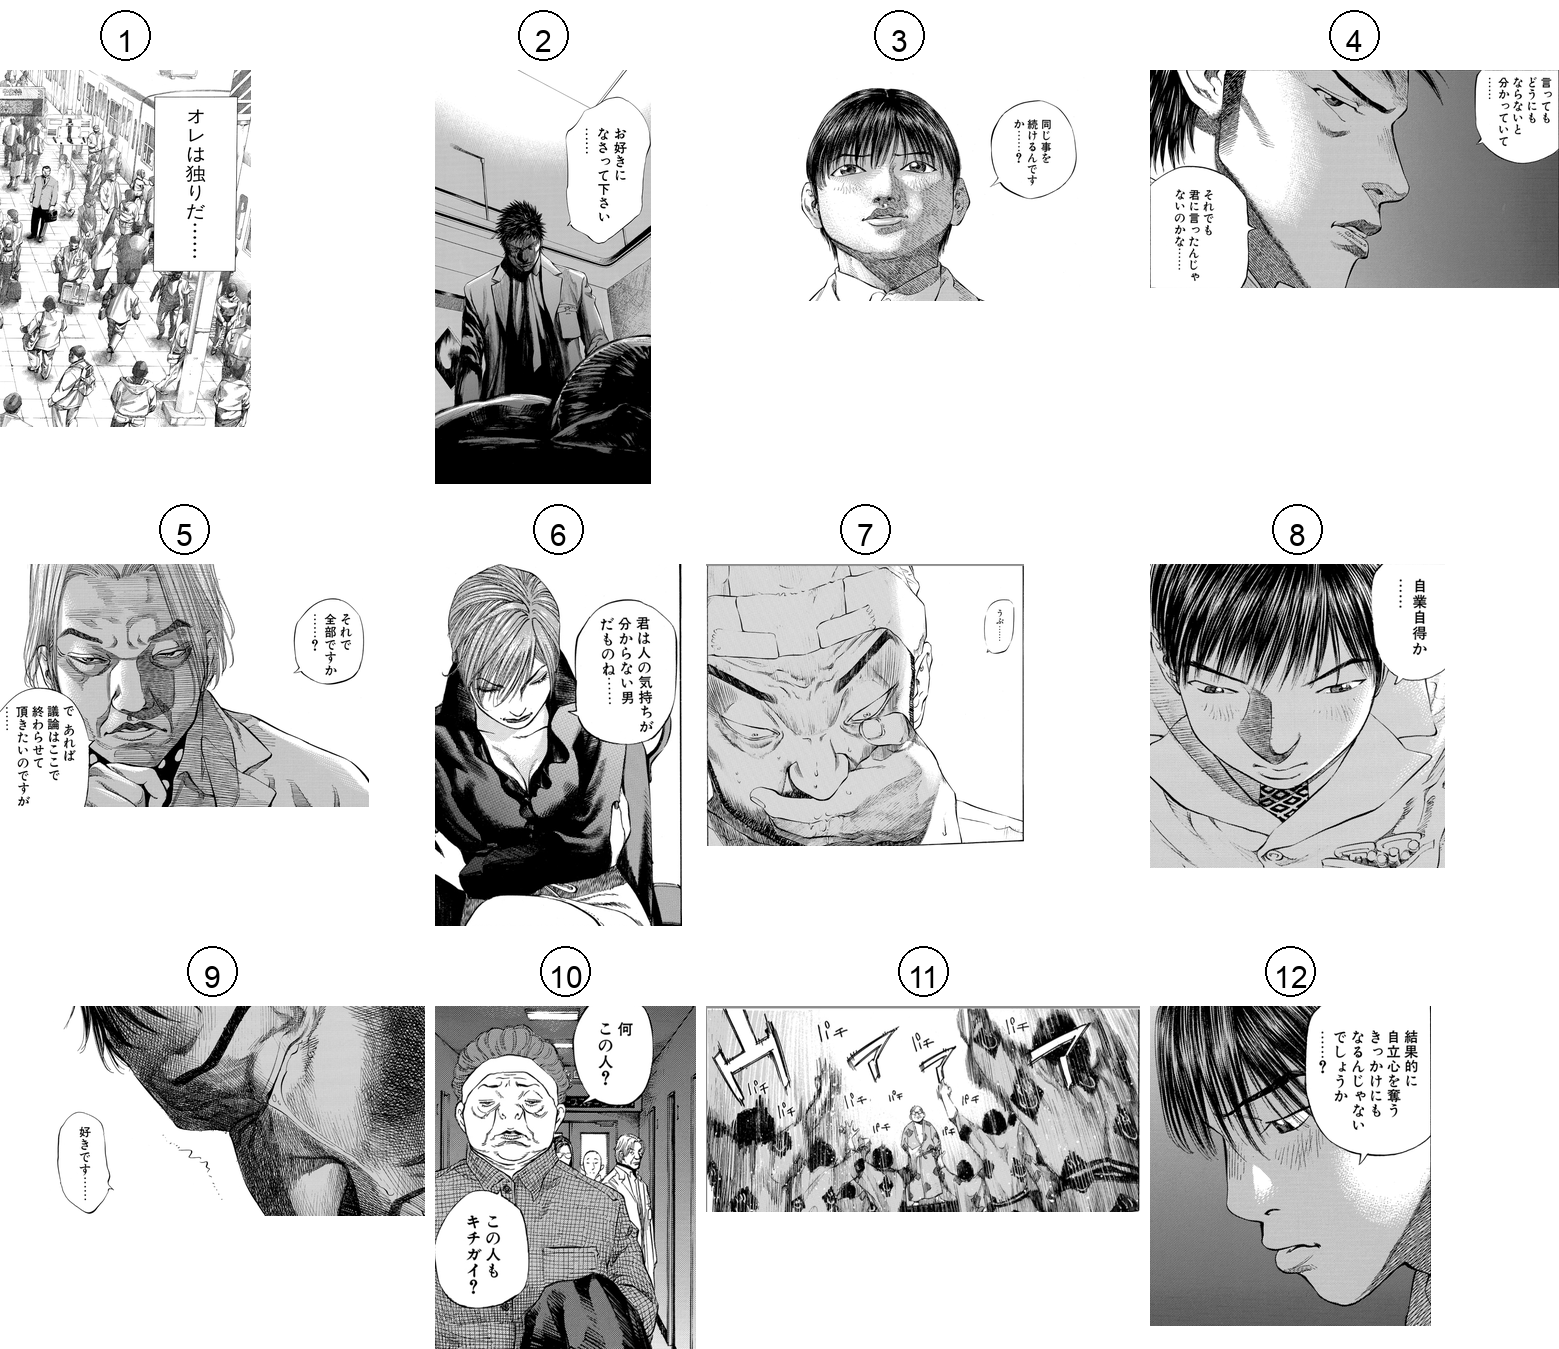 1
オレは独りだ……
2
お好きに
なさって下さい
……
3
同じ事を
続けるんです
か……?
4
言っても
どうにも
ならないと
分かっていて
……
それでも
君に言ったんじゃ
ないのかな……
5
それで
全部ですか
……?
で あれば
議論はここで
終わらせて
頂きたいのですが
……
6
君は人の気持ちが
分からない男
だものね……
7
うぷ……
8
自業自得か
……
9
好きです……
10
何
この人?
この人も
キチガイ?
11
パチ
パチ
パチ
パチ
パチ
パチ
パチ
パチ
パチ
12
結果的に
自立心を奪う
きっかけにも
なるんじゃない
でしょうか
……?